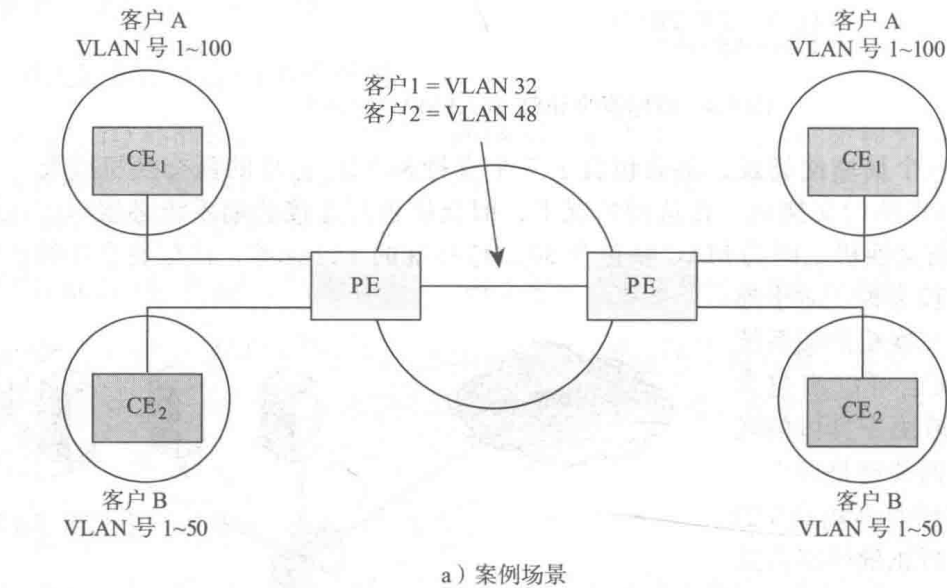 客户 A
VLAN 号 1~100
客户 A
VLAN 号 1~100
客户1 = VLAN 32
客户2 = VLAN 48
CE₁
CE₁
PE
PE
CE₂
CE₂
客户 B
VLAN 号 1~50
客户 B
VLAN 号 1~50
a）案例场景